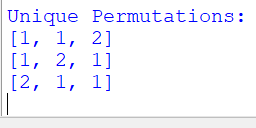 Unique Permutations:
[1, 1, 2]
[1, 2, 1]
[2, 1, 1]